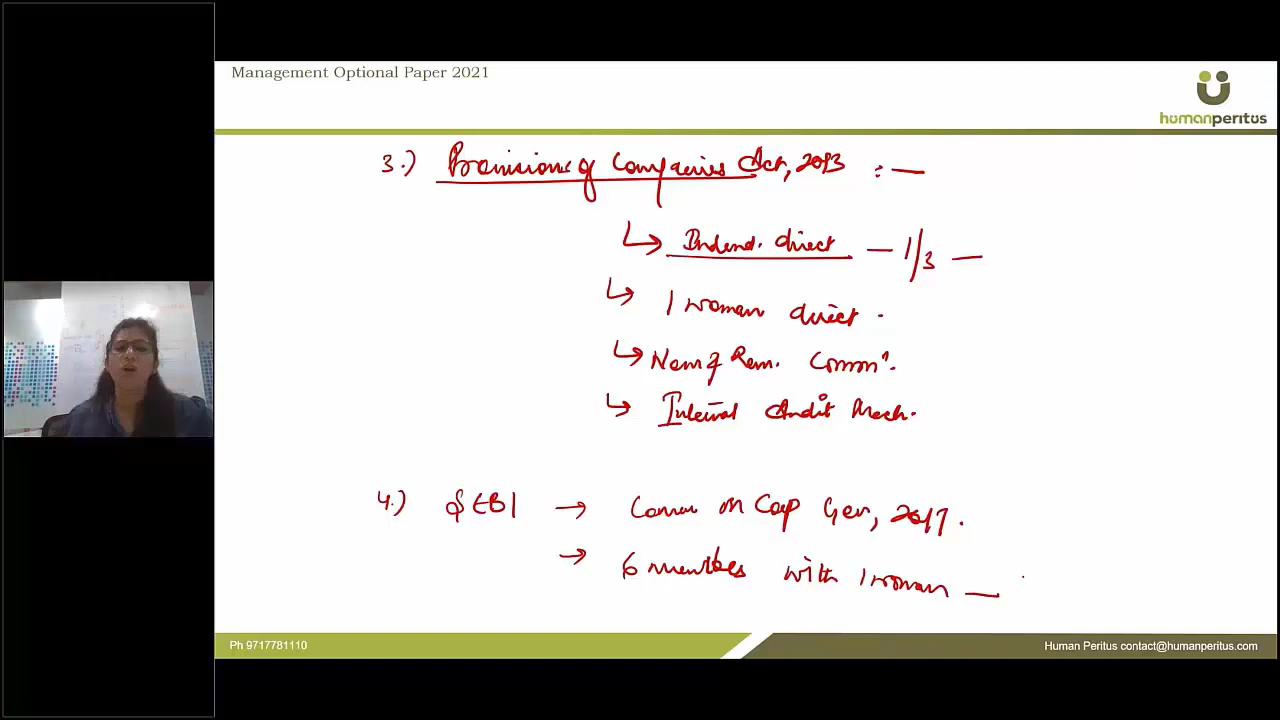 Management Optional Paper 2021
humanperitus
3.) Provisions of Companies Act, 2013 : —
↳ Indend. direct — 1/3 —
↳ 1 woman direct .
↳ Nom & Rem. Comm.
↳ Internal Audit Mech.
4.) SEBI → Comm on Corp Gov, 2017.
→ 6 members with 1 woman —
Ph 9717781110
Human Peritus contact@humanperitus.com